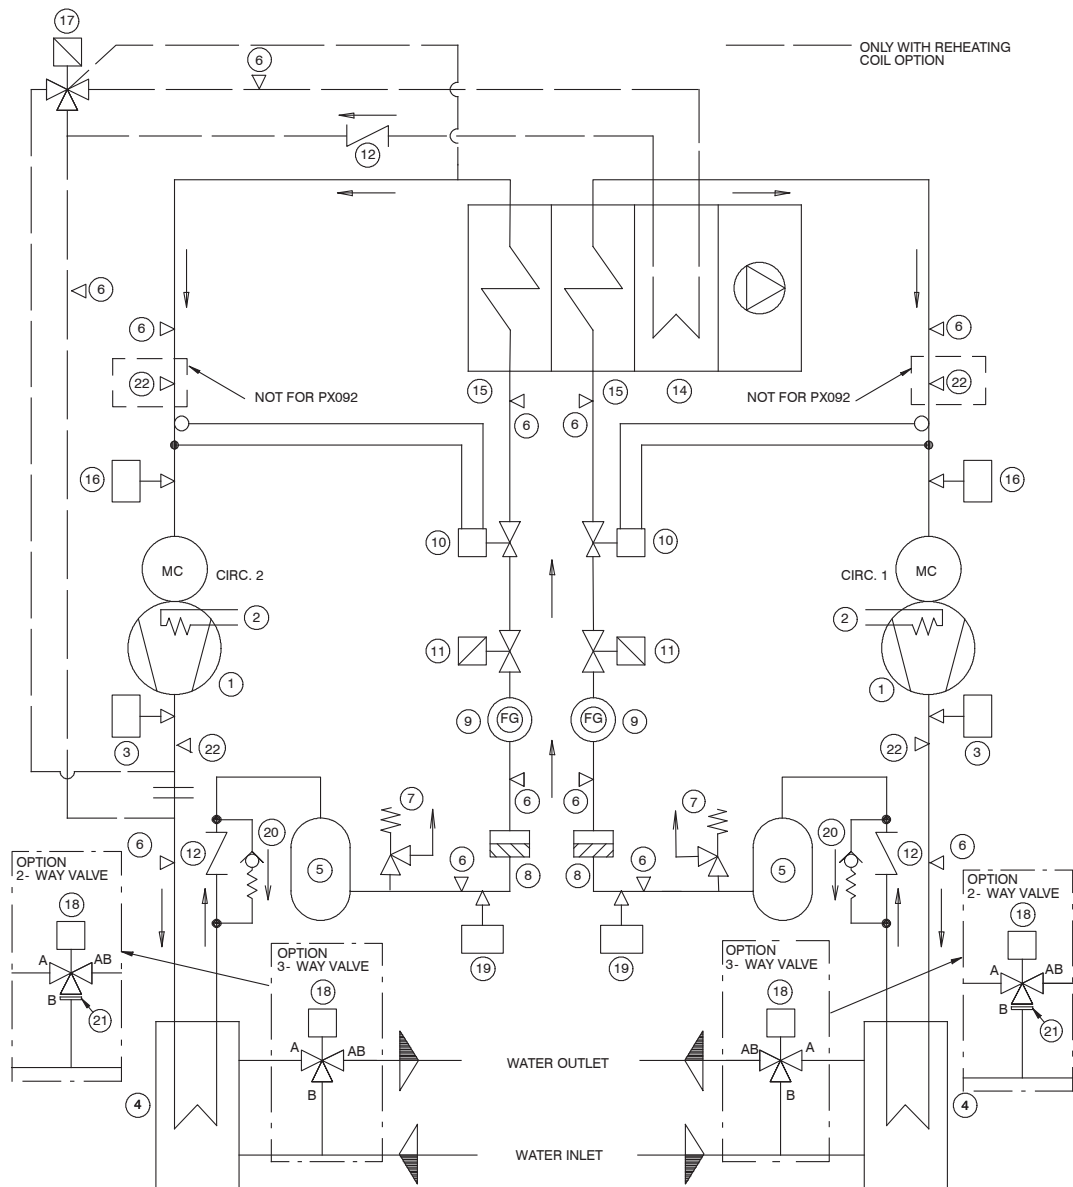 17
6
ONLY WITH REHEATING
COIL OPTION
12
6
6
6
22
NOT FOR PX092
15
15
14
NOT FOR PX092
22
6
6
16
16
10
10
MC
CIRC. 2
CIRC. 1
MC
2
2
11
11
1
1
9
FG
FG
9
3
22
22
3
6
6
7
7
6
12
20
5
6
8
8
6
5
20
12
6
OPTION
2- WAY VALVE
18
A
AB
B
21
19
19
OPTION
3- WAY VALVE
18
A
AB
B
OPTION
3- WAY VALVE
18
AB
A
B
OPTION
2- WAY VALVE
18
A
AB
B
21
WATER OUTLET
4
4
WATER INLET